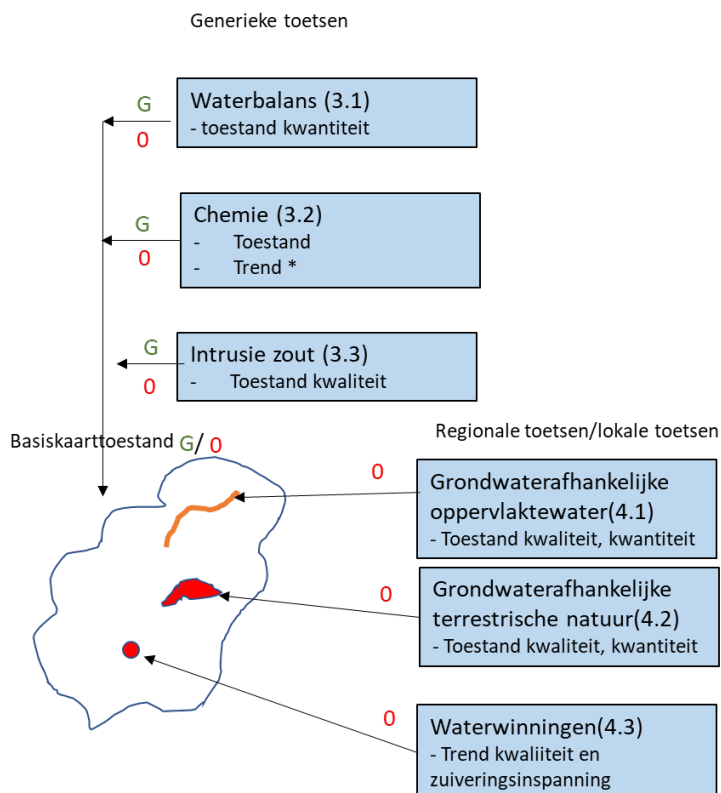 Generieke toetsen
G
0
Waterbalans (3.1)
- toestand kwantiteit
G
0
Chemie (3.2)
- Toestand
- Trend *
G
0
Intrusie zout (3.3)
- Toestand kwaliteit
Basiskaarttoestand G/ 0
Regionale toetsen/lokale toetsen
0
Grondwaterafhankelijke
oppervlaktewater(4.1)
- Toestand kwaliteit, kwantiteit
0
Grondwaterafhankelijke
terrestrische natuur(4.2)
- Toestand kwaliteit, kwantiteit
0
Waterwinningen(4.3)
- Trend kwaliiteit en
zuiveringsinspanning